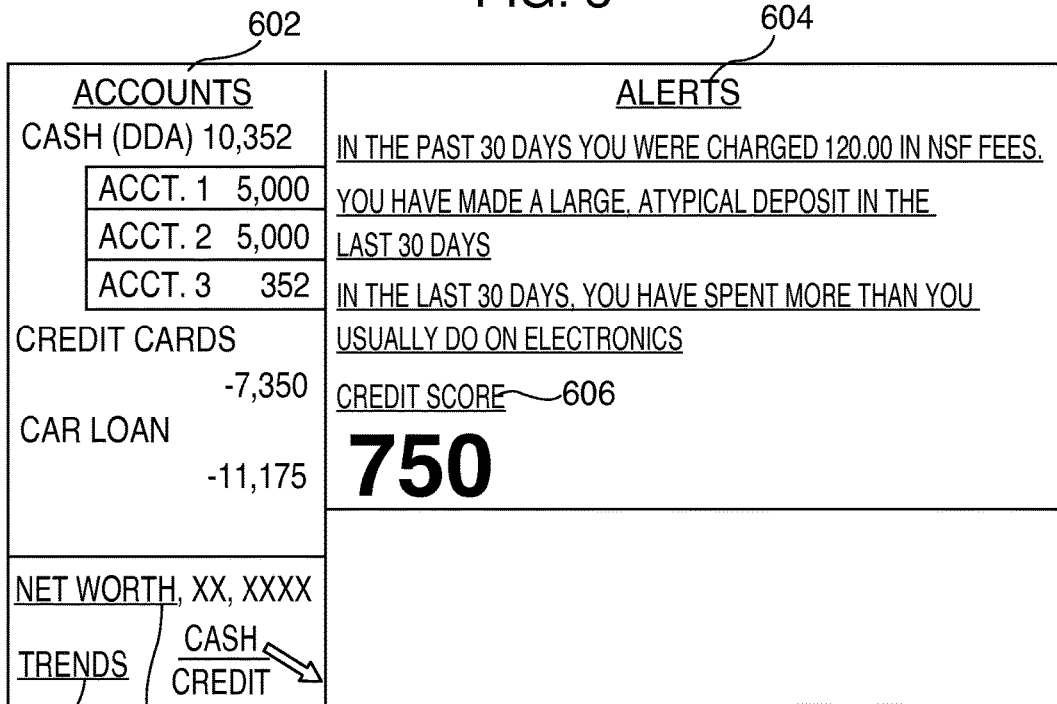 602
604
ACCOUNTS
CASH (DDA) 10,352
ACCT. 1 5,000
ACCT. 2 5,000
ACCT. 3 352
CREDIT CARDS
-7,350
CAR LOAN
-11,175
NET WORTH, XX, XXXX
TRENDS
CASH
CREDIT
ALERTS
IN THE PAST 30 DAYS YOU WERE CHARGED 120.00 IN NSF FEES.
YOU HAVE MADE A LARGE, ATYPICAL DEPOSIT IN THE
LAST 30 DAYS
IN THE LAST 30 DAYS, YOU HAVE SPENT MORE THAN YOU
USUALLY DO ON ELECTRONICS
CREDIT SCORE 606
750